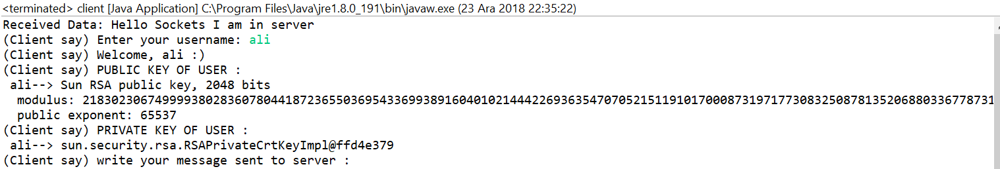 <terminated> client [Java Application] C:\Program Files\Java\jre1.8.0_191\bin\javaw.exe (23 Ara 2018 22:35:22)
Received Data: Hello Sockets I am in server
(Client say) Enter your username: ali
(Client say) Welcome, ali :)
(Client say) PUBLIC KEY OF USER :
ali--> Sun RSA public key, 2048 bits
modulus: 218302306749999380283607804418723655036954336993891604010214442269363547070521511910170008731971773083250878135206880336778731
public exponent: 65537
(Client say) PRIVATE KEY OF USER :
ali--> sun.security.rsa.RSAPrivateCrtKeyImpl@ffd4e379
(Client say) write your message sent to server :